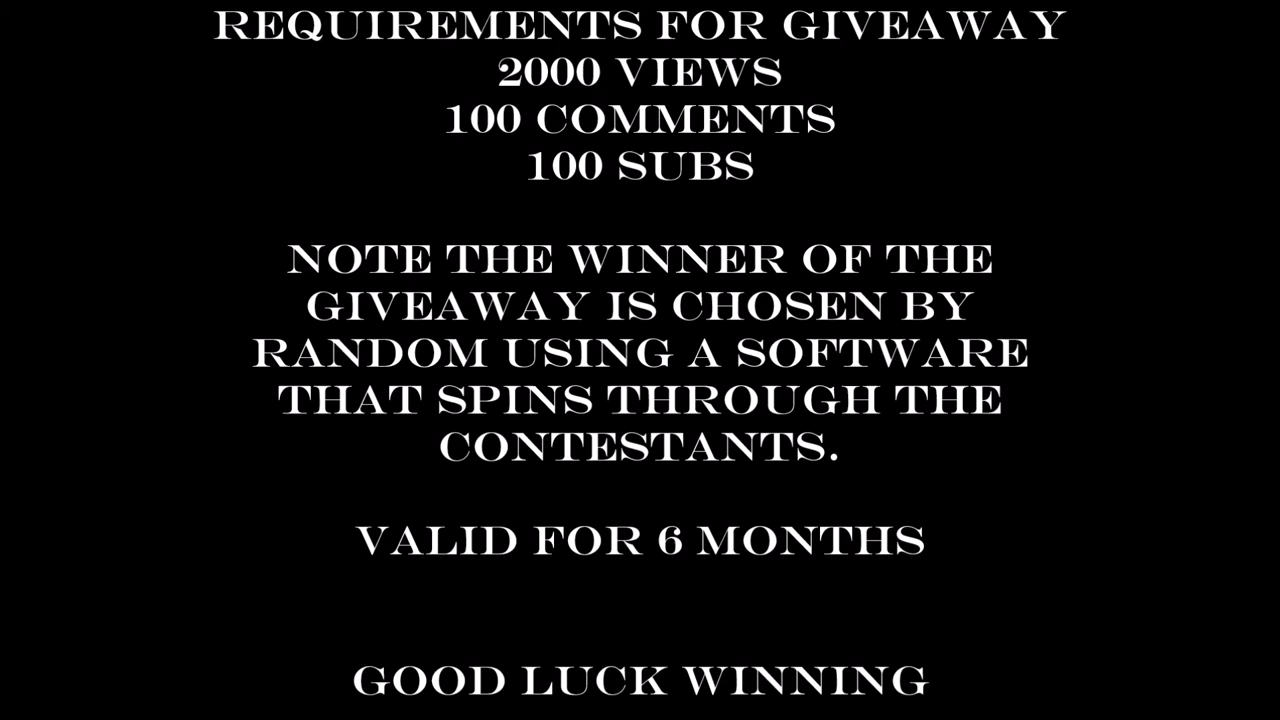 REQUIREMENTS FOR GIVEAWAY
2000 VIEWS
100 COMMENTS
100 SUBS
NOTE THE WINNER OF THE
GIVEAWAY IS CHOSEN BY
RANDOM USING A SOFTWARE
THAT SPINS THROUGH THE
CONTESTANTS.
VALID FOR 6 MONTHS
GOOD LUCK WINNING